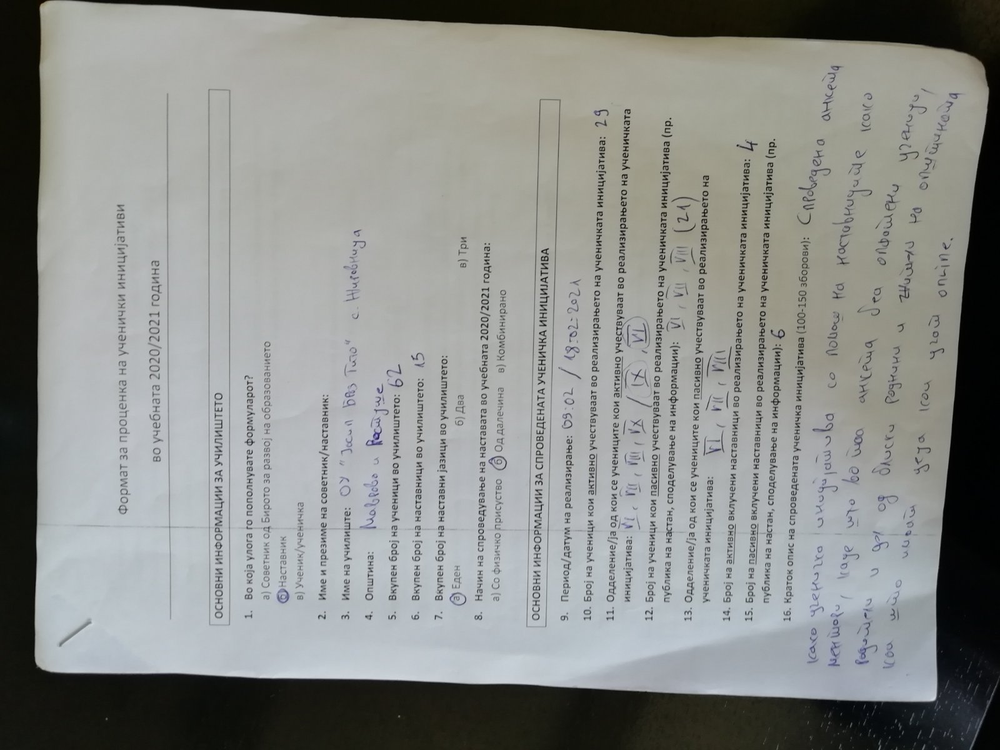 Формат за проценка на ученички иницијативи
во учебната 2020/2021 година
ОСНОВНИ ИНФОРМАЦИИ ЗА УЧИЛИШТЕТО
1. Во која улога го пополнувате формуларот?
а) Советник од Бирото за развој на образованието
б) Наставник
в) Ученик/ученичка
2. Име и презиме на советник/наставник:
3. Име на училиште: ОУ "Јосип Броз Тито" с. Жировница
4. Општина: Маврово и Ростуше
5. Вкупен број на ученици во училиштето: 62
6. Вкупен број на наставници во училиштето: 15
7. Вкупен број на наставни јазици во училиштето:
а) Еден б) Два в) Три
8. Начин на спроведување на наставата во учебната 2020/2021 година:
а) Со физичко присуство б) Од далечина в) Комбинирано
ОСНОВНИ ИНФОРМАЦИИ ЗА СПРОВЕДЕНАТА УЧЕНИЧКА ИНИЦИЈАТИВА
9. Период/датум на реализирање: 09.02 / 18.02.2021
10. Број на ученици кои активно учествуваат во реализирањето на ученичката иницијатива: 29
11. Одделение/ја од кои се учениците кои активно учествуваат во реализирањето на ученичката
иницијатива: VI, VII, VIII, VX / IX, VI
12. Број на ученици кои пасивно учествуваат во реализирањето на ученичката иницијатива (пр.
публика на настан, споделување на информации): VI, VII, VIII (21)
13. Одделение/ја од кои се учениците кои пасивно учествуваат во реализирањето на
ученичката иницијатива: VI, VII, VIII
14. Број на активно вклучени наставници во реализирањето на ученичката иницијатива: 4
15. Број на пасивно вклучени наставници во реализирањето на ученичката иницијатива (пр.
публика на настан, споделување на информации): 6
16. Краток опис на спроведената ученичка иницијатива (100-150 зборови): Спроведена анкета
како ученичка иницијатива со помош на наставниците како
ментори, каде што во таа анкета беа опфатени ученици,
родители и др од блиски роднини и жители на општината
кои што имаат деца кои учат online.